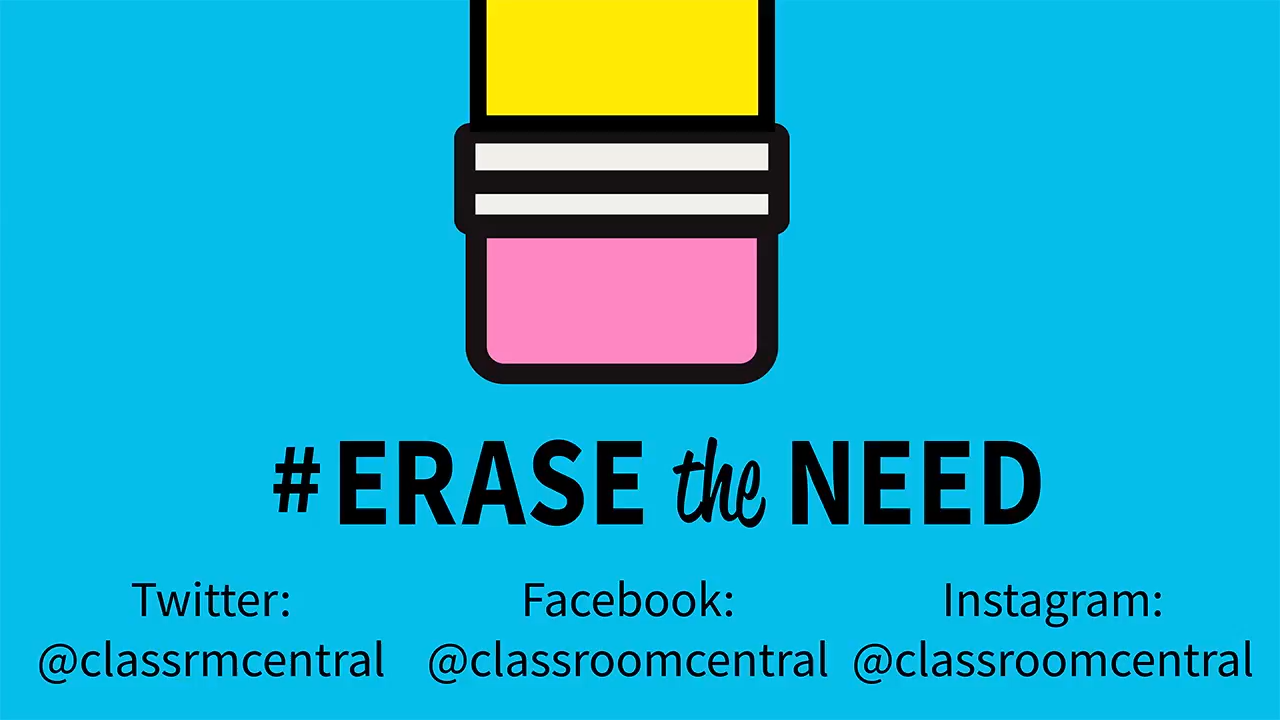 #ERASE the NEED
Twitter: Facebook: Instagram:
@classrmcentral @classroomcentral @classroomcentral